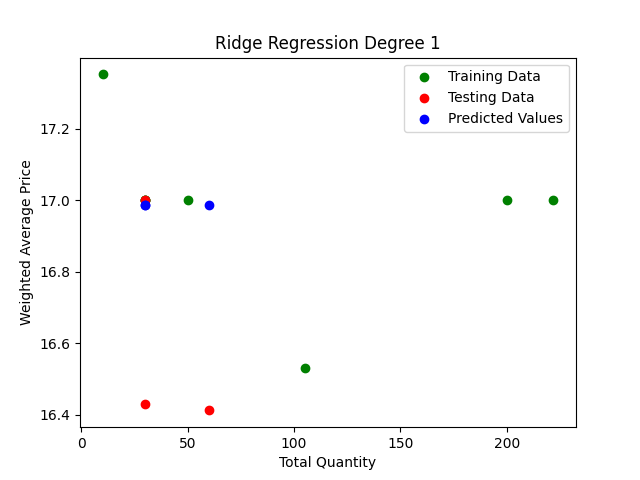 Ridge Regression Degree 1
Training Data
Testing Data
Predicted Values
Weighted Average Price
17.2
17.0
16.8
16.6
16.4
0
50
100
150
200
Total Quantity